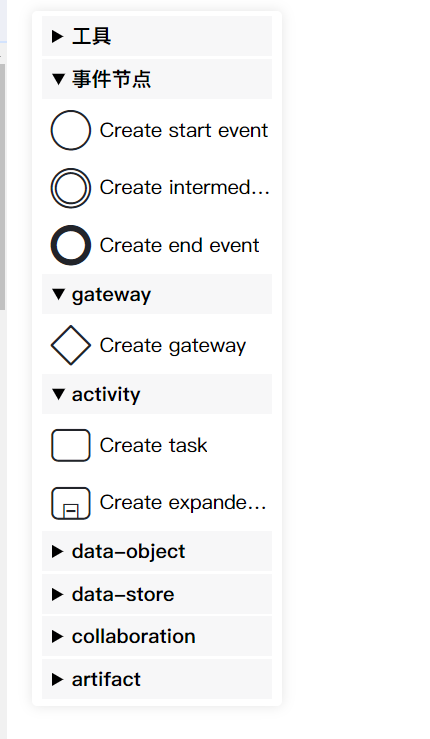 工具
事件节点
Create start event
Create intermed...
Create end event
gateway
Create gateway
activity
Create task
Create expande...
data-object
data-store
collaboration
artifact